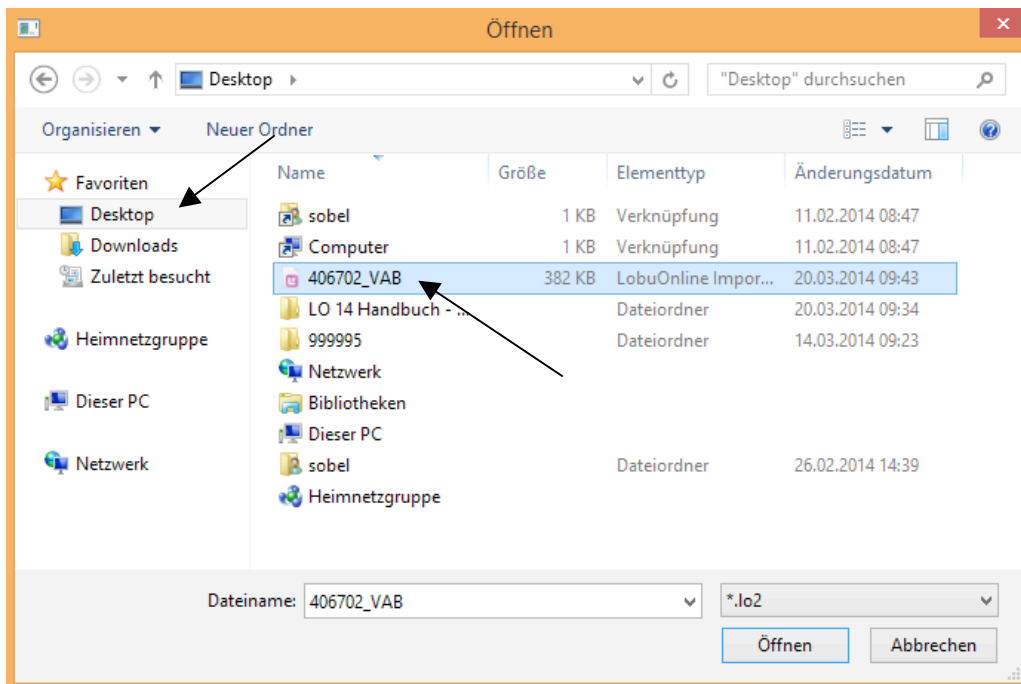 Öffnen
Desktop
"Desktop" durchsuchen
Organisieren Neuer Ordner
Name Größe Elementtyp Änderungsdatum
Favoriten
Desktop
Downloads
Zuletzt besucht
Heimnetzgruppe
Dieser PC
Netzwerk
sobel 1 KB Verknüpfung 11.02.2014 08:47
Computer 1 KB Verknüpfung 11.02.2014 08:47
406702_VAB 382 KB LobuOnline Impor... 20.03.2014 09:43
LO 14 Handbuch - ... Dateiordner 20.03.2014 09:34
999995 Dateiordner 14.03.2014 09:23
Netzwerk
Bibliotheken
Dieser PC
sobel Dateiordner 26.02.2014 14:39
Heimnetzgruppe
Dateiname: 406702_VAB *.lo2
Öffnen Abbrechen